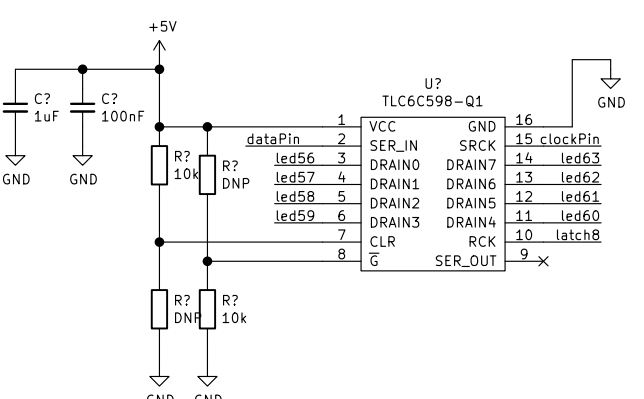 +5V
C?
1uF
C?
100nF
GND
GND
U?
TLC6C598-Q1
GND
1
VCC
GND
16
dataPin
2
SER_IN
SRCK
15
clockPin
led56
3
DRAIN0
DRAIN7
14
led63
led57
4
DRAIN1
DRAIN6
13
led62
led58
5
DRAIN2
DRAIN5
12
led61
led59
6
DRAIN3
DRAIN4
11
led60
7
CLR
RCK
10
latch8
8
G
SER_OUT
9
R?
10k
R?
DNP
R?
DNP
R?
10k
GND
GND